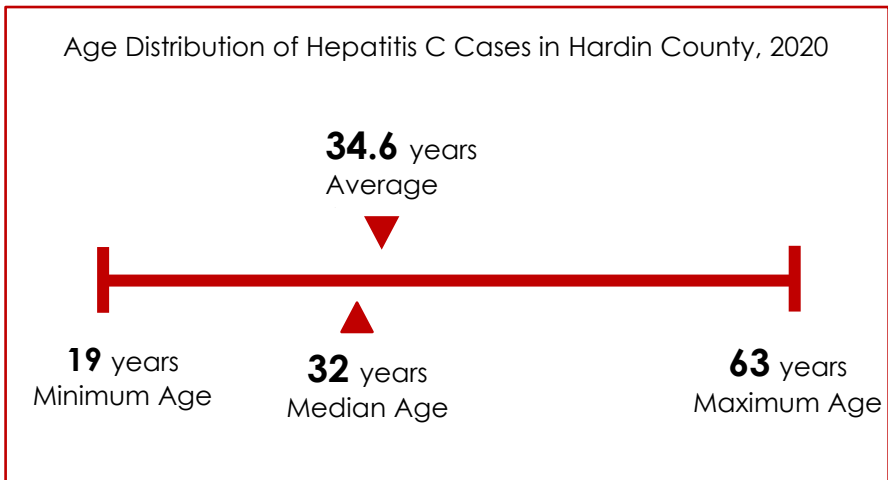 Age Distribution of Hepatitis C Cases in Hardin County, 2020
34.6 years
Average
19 years
Minimum Age
32 years
Median Age
63 years
Maximum Age